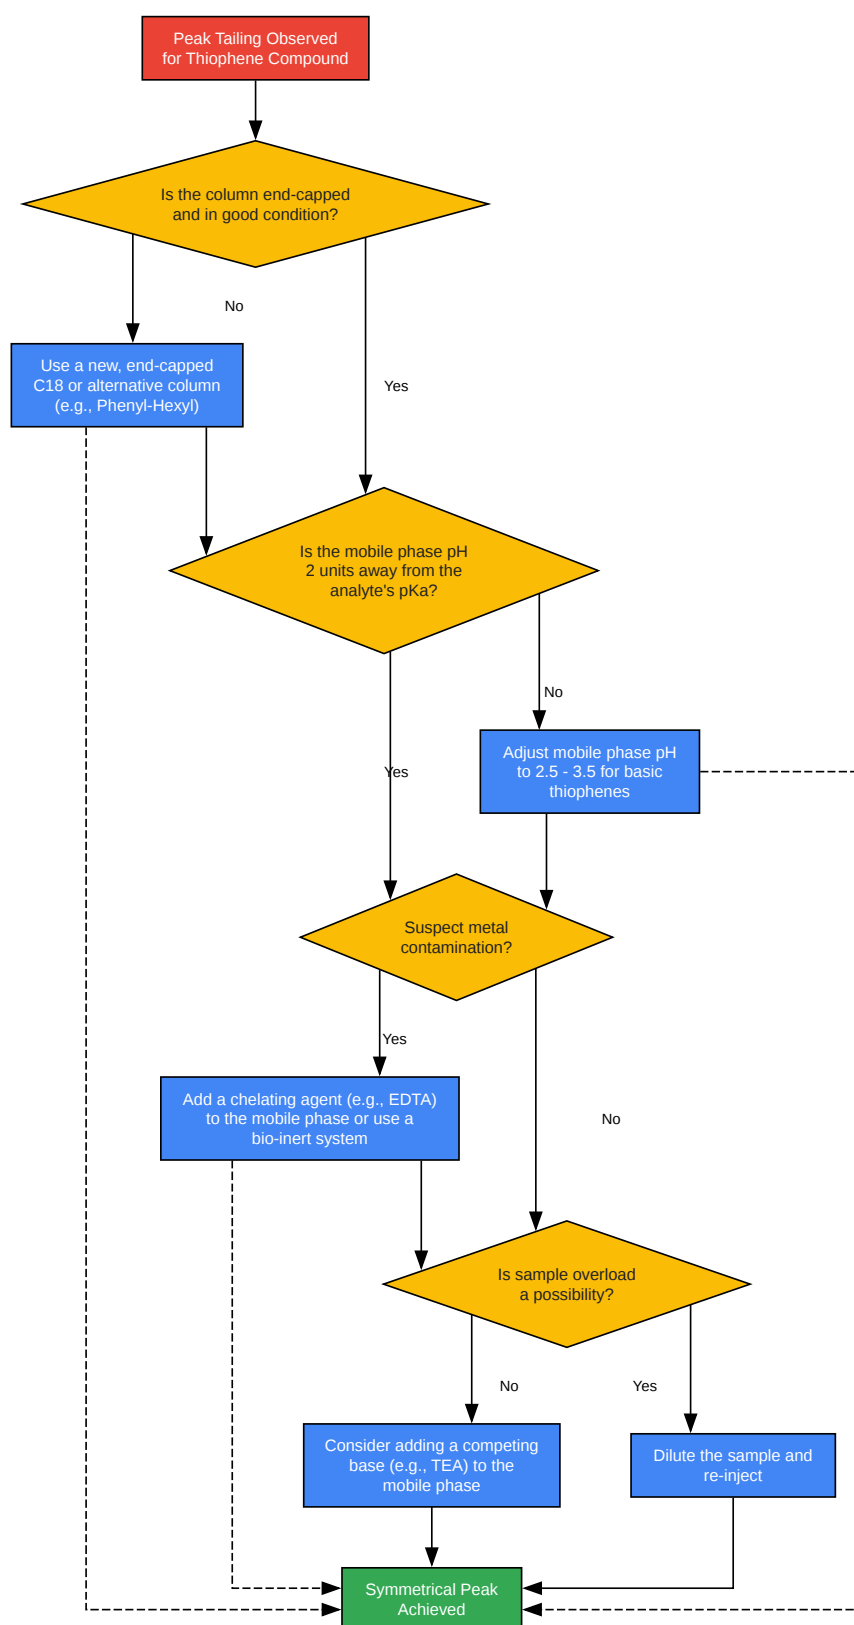 Peak Tailing Observed
for Thiophene Compound
Is the column end-capped
and in good condition?
No
Use a new, end-capped
C18 or alternative column
(e.g., Phenyl-Hexyl)
Yes
Is the mobile phase pH
2 units away from the
analyte's pKa?
No
Adjust mobile phase pH
to 2.5 - 3.5 for basic
thiophenes
Yes
Suspect metal
contamination?
Yes
Add a chelating agent (e.g., EDTA)
to the mobile phase or use a
bio-inert system
No
Is sample overload
a possibility?
No
Yes
Consider adding a competing
base (e.g., TEA) to the
mobile phase
Dilute the sample and
re-inject
Symmetrical Peak
Achieved